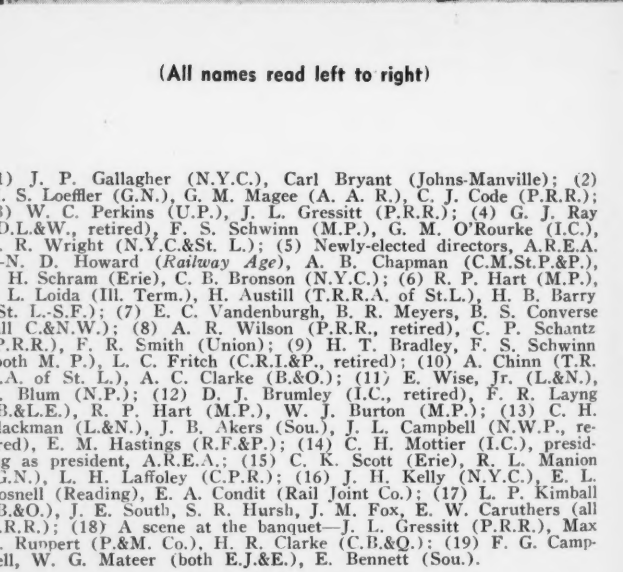 (All names read left to right)
1) J. P. Gallagher (N.Y.C.), Carl Bryant (Johns-Manville); (2)
. S. Loeffler (G.N.), G. M. Magee (A. A. R.), C. J. Code (P.R.R.);
3) W. C. Perkins (U.P.), J. L. Gressitt (P.R.R.); (4) G. J. Ray
D.L.&W., retired), F. S. Schwinn (M.P.), G. M. O'Rourke (I.C.),
. R. Wright (N.Y.C.&St. L.); (5) Newly-elected directors, A.R.E.A.
-N. D. Howard (Railway Age), A. B. Chapman (C.M.St.P.&P.),
H. Schram (Erie), C. B. Bronson (N.Y.C.); (6) R. P. Hart (M.P.),
L. Loida (Ill. Term.), H. Austill (T.R.R.A. of St.L.), H. B. Barry
St. L.-S.F.); (7) E. C. Vandenburgh, B. R. Meyers, B. S. Converse
ll C.&N.W.); (8) A. R. Wilson (P.R.R., retired), C. P. Schantz
P.R.R.), F. R. Smith (Union); (9) H. T. Bradley, F. S. Schwinn
both M. P.), L. C. Fritch (C.R.I.&P., retired); (10) A. Chinn (T.R.
.A. of St. L.), A. C. Clarke (B.&O.); (11) E. Wise, Jr. (L.&N.),
. Blum (N.P.); (12) D. J. Brumley (I.C., retired), F. R. Layng
B.&L.E.), R. P. Hart (M.P.), W. J. Burton (M.P.); (13) C. H.
lackman (L.&N.), J. B. Akers (Sou.), J. L. Campbell (N.W.P., re-
red), E. M. Hastings (R.F.&P.); (14) C. H. Mottier (I.C.), presid-
g as president, A.R.E.A.; (15) C. K. Scott (Erie), R. L. Manion
G.N.), L. H. Laffoley (C.P.R.); (16) J. H. Kelly (N.Y.C.), E. L.
osnell (Reading), E. A. Condit (Rail Joint Co.); (17) L. P. Kimball
B.&O.), J. E. South, S. R. Hursh, J. M. Fox, E. W. Caruthers (all
.R.R.); (18) A scene at the banquet—J. L. Gressitt (P.R.R.), Max
. Ruppert (P.&M. Co.), H. R. Clarke (C.B.&Q.); (19) F. G. Camp-
ell, W. G. Mateer (both E.J.&E.), E. Bennett (Sou.).